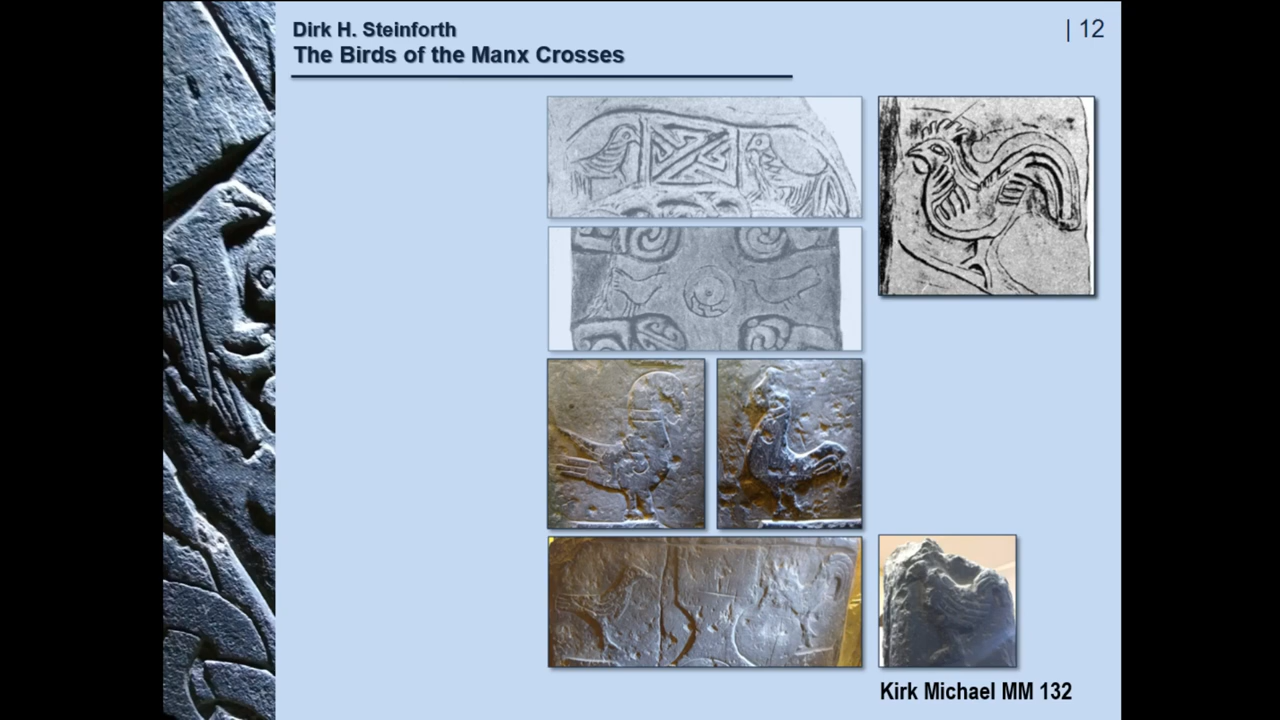 Dirk H. Steinforth
The Birds of the Manx Crosses
| 12
Kirk Michael MM 132